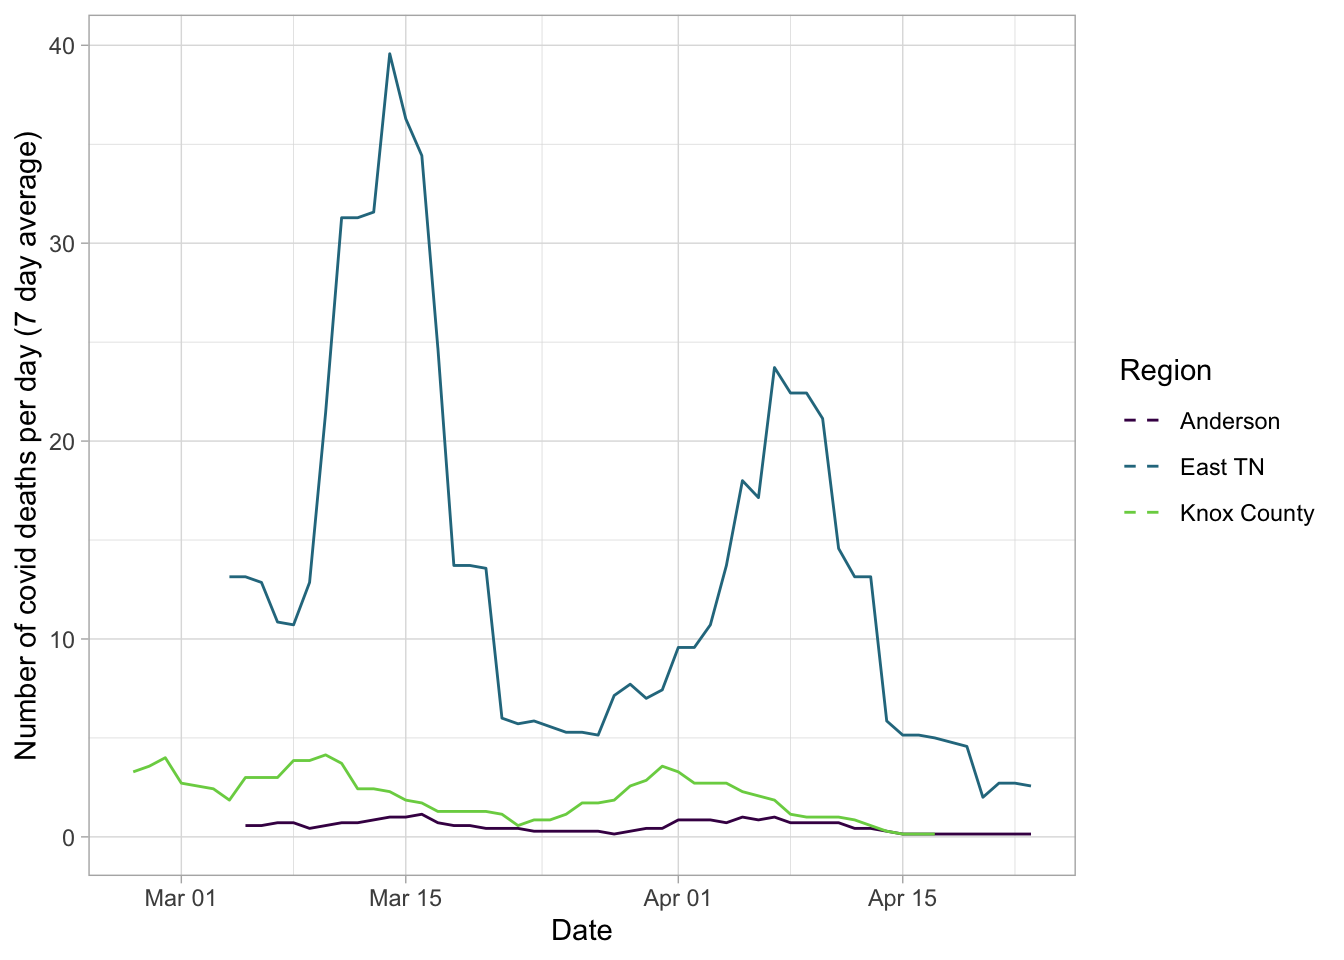 Number of covid deaths per day (7 day average)
40
30
20
10
0
Mar 01
Mar 15
Apr 01
Apr 15
Date
Region
Anderson
East TN
Knox County